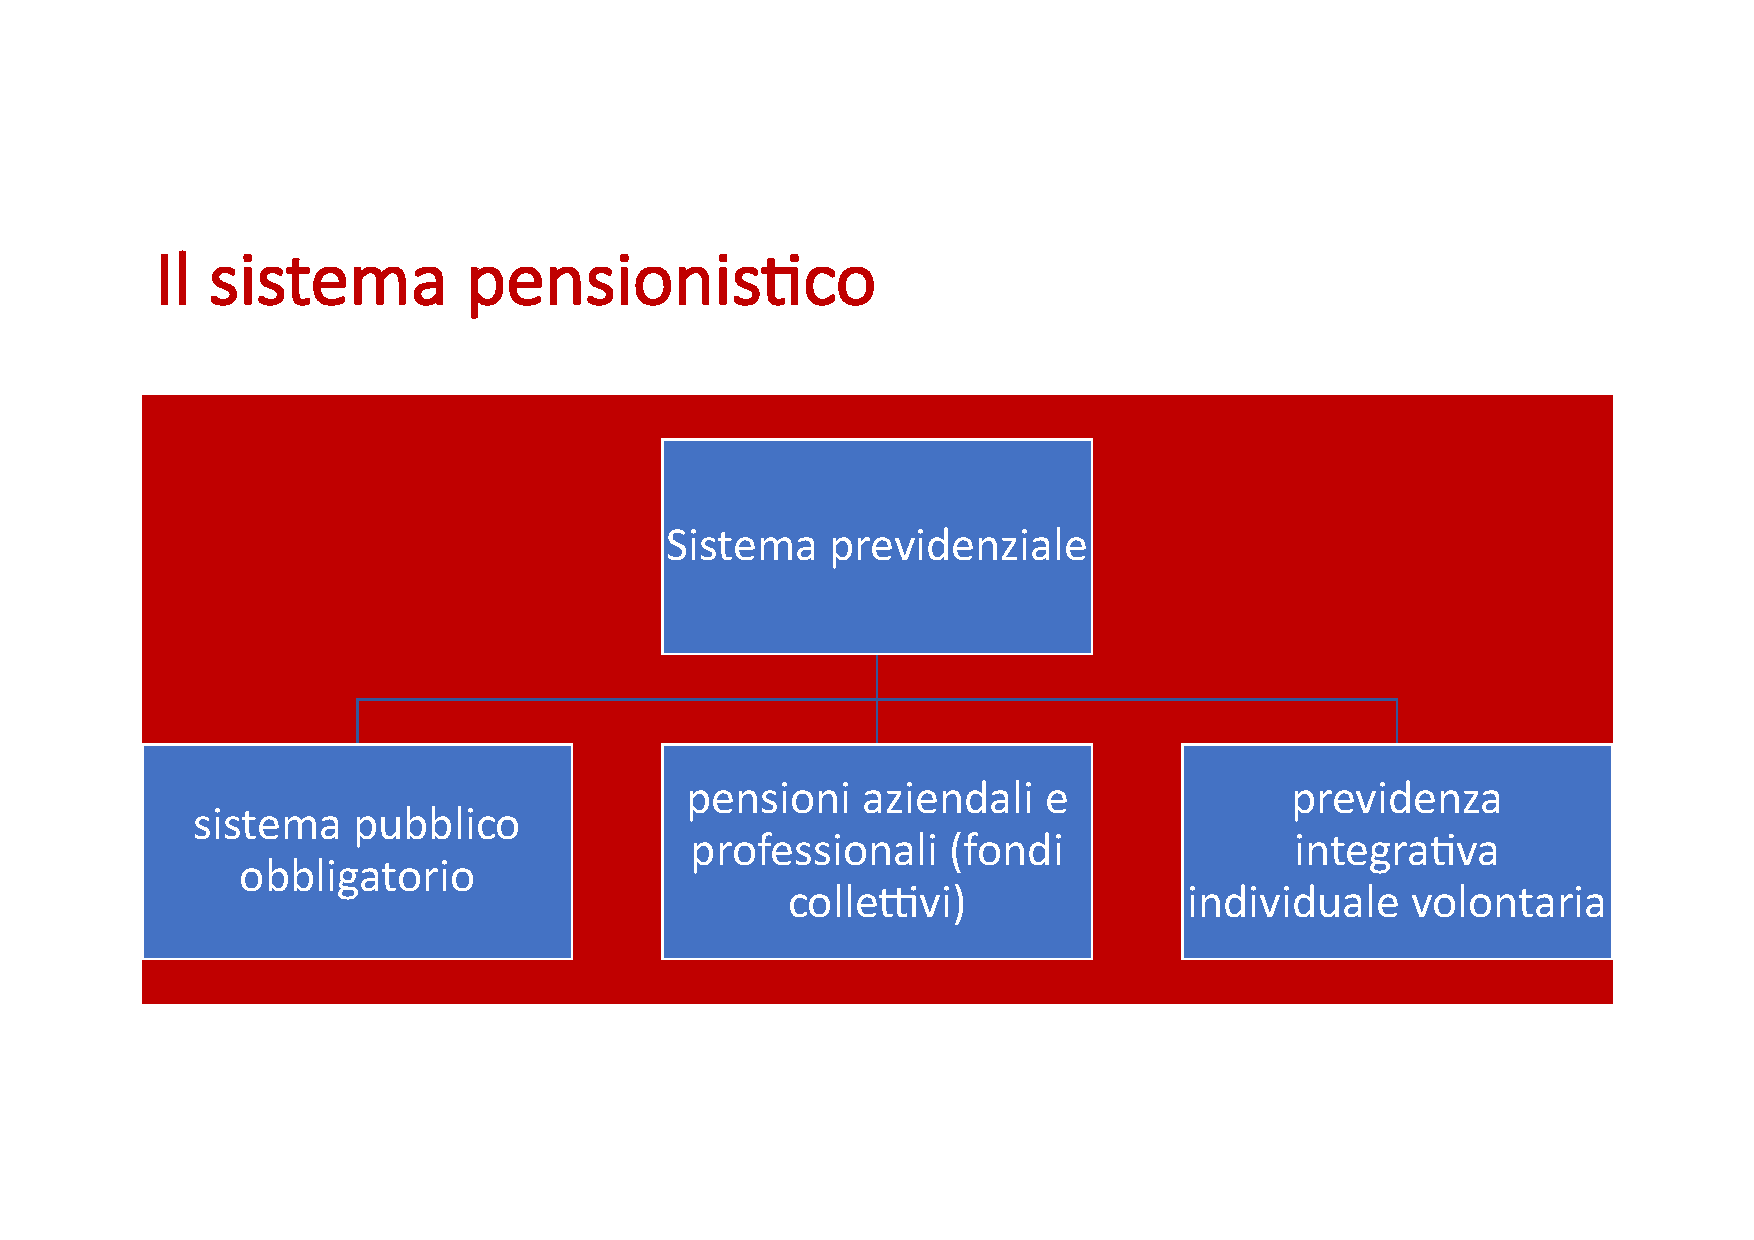 Il sistema pensionistico
Sistema previdenziale
sistema pubblico
obbligatorio
pensioni aziendali e
professionali (fondi
collettivi)
previdenza
integrativa
individuale volontaria